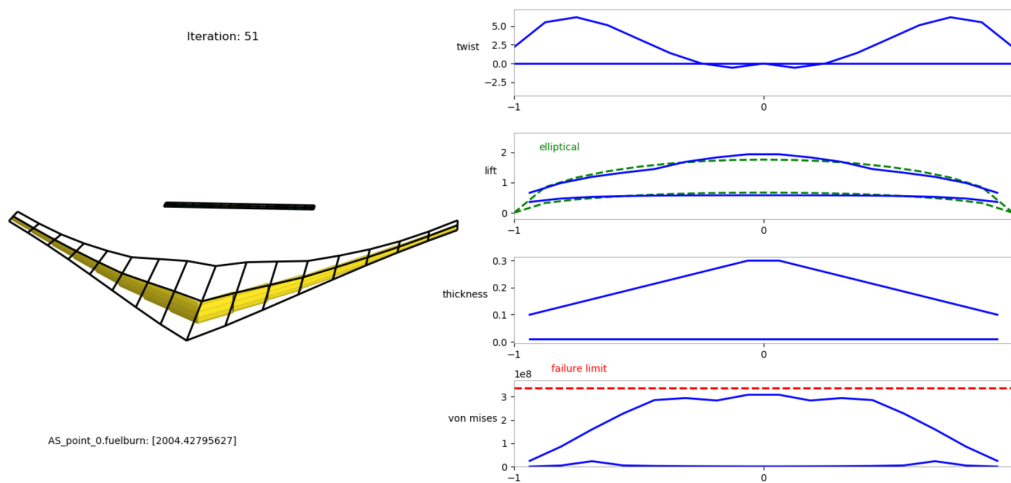 Iteration: 51
AS_point_0.fuelburn: [2004.42795627]
twist
5.0
2.5
0.0
−2.5
−1
0
elliptical
lift
2
1
0
−1
0
thickness
0.3
0.2
0.1
0.0
−1
0
1e8
failure limit
von mises
3
2
1
0
−1
0